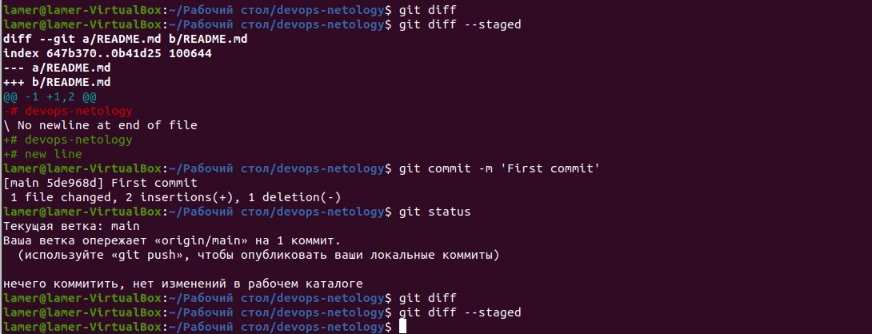 lamer@lamer-VirtualBox:~/Рабочий стол/devops-netology$ git diff
lamer@lamer-VirtualBox:~/Рабочий стол/devops-netology$ git diff --staged
diff --git a/README.md b/README.md
index 647b370..0b41d25 100644
--- a/README.md
+++ b/README.md
@@ -1 +1,2 @@
-# devops-netology
\ No newline at end of file
+# devops-netology
+# new line
lamer@lamer-VirtualBox:~/Рабочий стол/devops-netology$ git commit -m 'First commit'
[main 5de968d] First commit
 1 file changed, 2 insertions(+), 1 deletion(-)
lamer@lamer-VirtualBox:~/Рабочий стол/devops-netology$ git status
Текущая ветка: main
Ваша ветка опережает «origin/main» на 1 коммит.
  (используйте «git push», чтобы опубликовать ваши локальные коммиты)

нечего коммитить, нет изменений в рабочем каталоге
lamer@lamer-VirtualBox:~/Рабочий стол/devops-netology$ git diff
lamer@lamer-VirtualBox:~/Рабочий стол/devops-netology$ git diff --staged
lamer@lamer-VirtualBox:~/Рабочий стол/devops-netology$